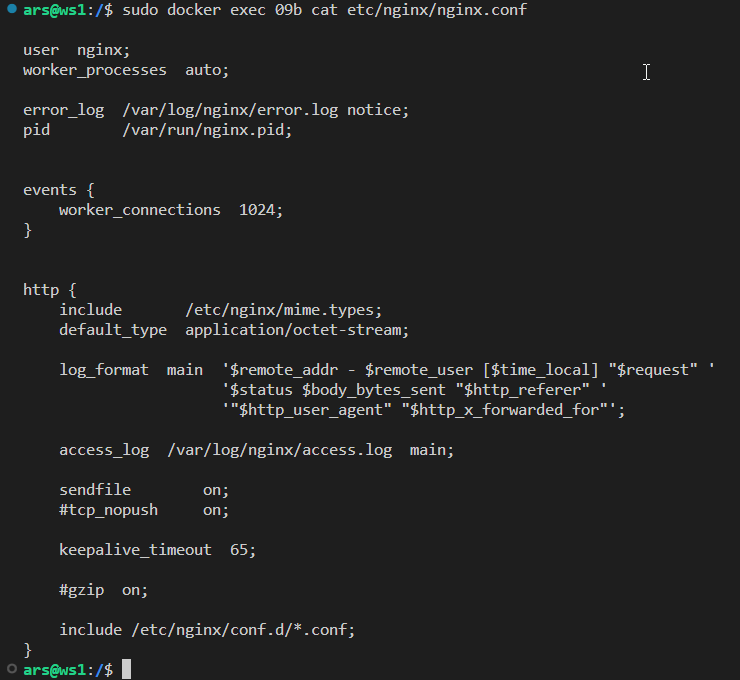 ars@ws1:/$ sudo docker exec 09b cat etc/nginx/nginx.conf

user  nginx;
worker_processes  auto;

error_log  /var/log/nginx/error.log notice;
pid        /var/run/nginx.pid;


events {
    worker_connections  1024;
}


http {
    include       /etc/nginx/mime.types;
    default_type  application/octet-stream;

    log_format  main  '$remote_addr - $remote_user [$time_local] "$request" '
                      '$status $body_bytes_sent "$http_referer" '
                      '"$http_user_agent" "$http_x_forwarded_for"';

    access_log  /var/log/nginx/access.log  main;

    sendfile        on;
    #tcp_nopush     on;

    keepalive_timeout  65;

    #gzip  on;

    include /etc/nginx/conf.d/*.conf;
}
ars@ws1:/$